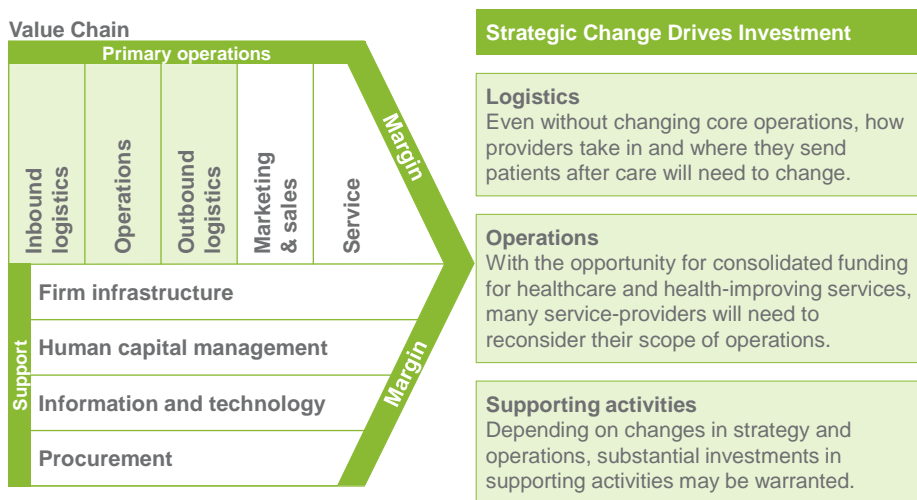 Value Chain
Primary operations
Inbound
logistics
Operations
Outbound
logistics
Marketing
& sales
Service
Margin
Support
Firm infrastructure
Human capital management
Information and technology
Procurement
Margin
Strategic Change Drives Investment
Logistics
Even without changing core operations, how
providers take in and where they send
patients after care will need to change.
Operations
With the opportunity for consolidated funding
for healthcare and health-improving services,
many service-providers will need to
reconsider their scope of operations.
Supporting activities
Depending on changes in strategy and
operations, substantial investments in
supporting activities may be warranted.